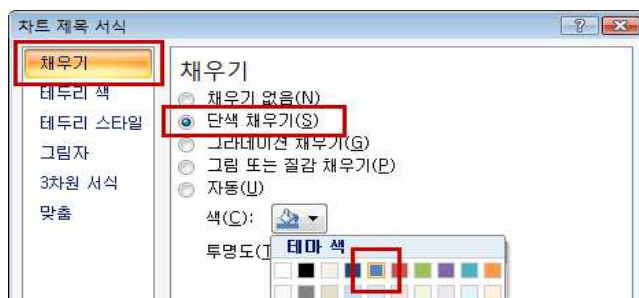 차트 제목 서식
채우기
테두리 색
테두리 스타일
그림자
3차원 서식
맞춤
채우기
채우기 없음(N)
단색 채우기(S)
그라데이션 채우기(G)
그림 또는 질감 채우기(P)
자동(U)
색(C):
투명도(T
테마 색